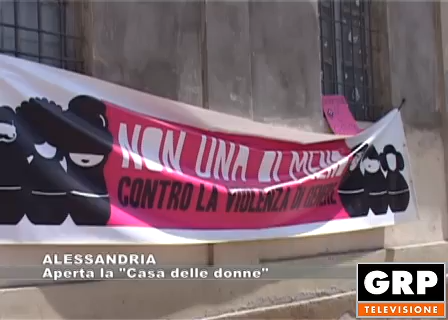 NON UNA DI MENO
CONTRO LA VIOLENZA DI GENERE
ALESSANDRIA
Aperta la "Casa delle donne"
GRP
TELEVISIONE